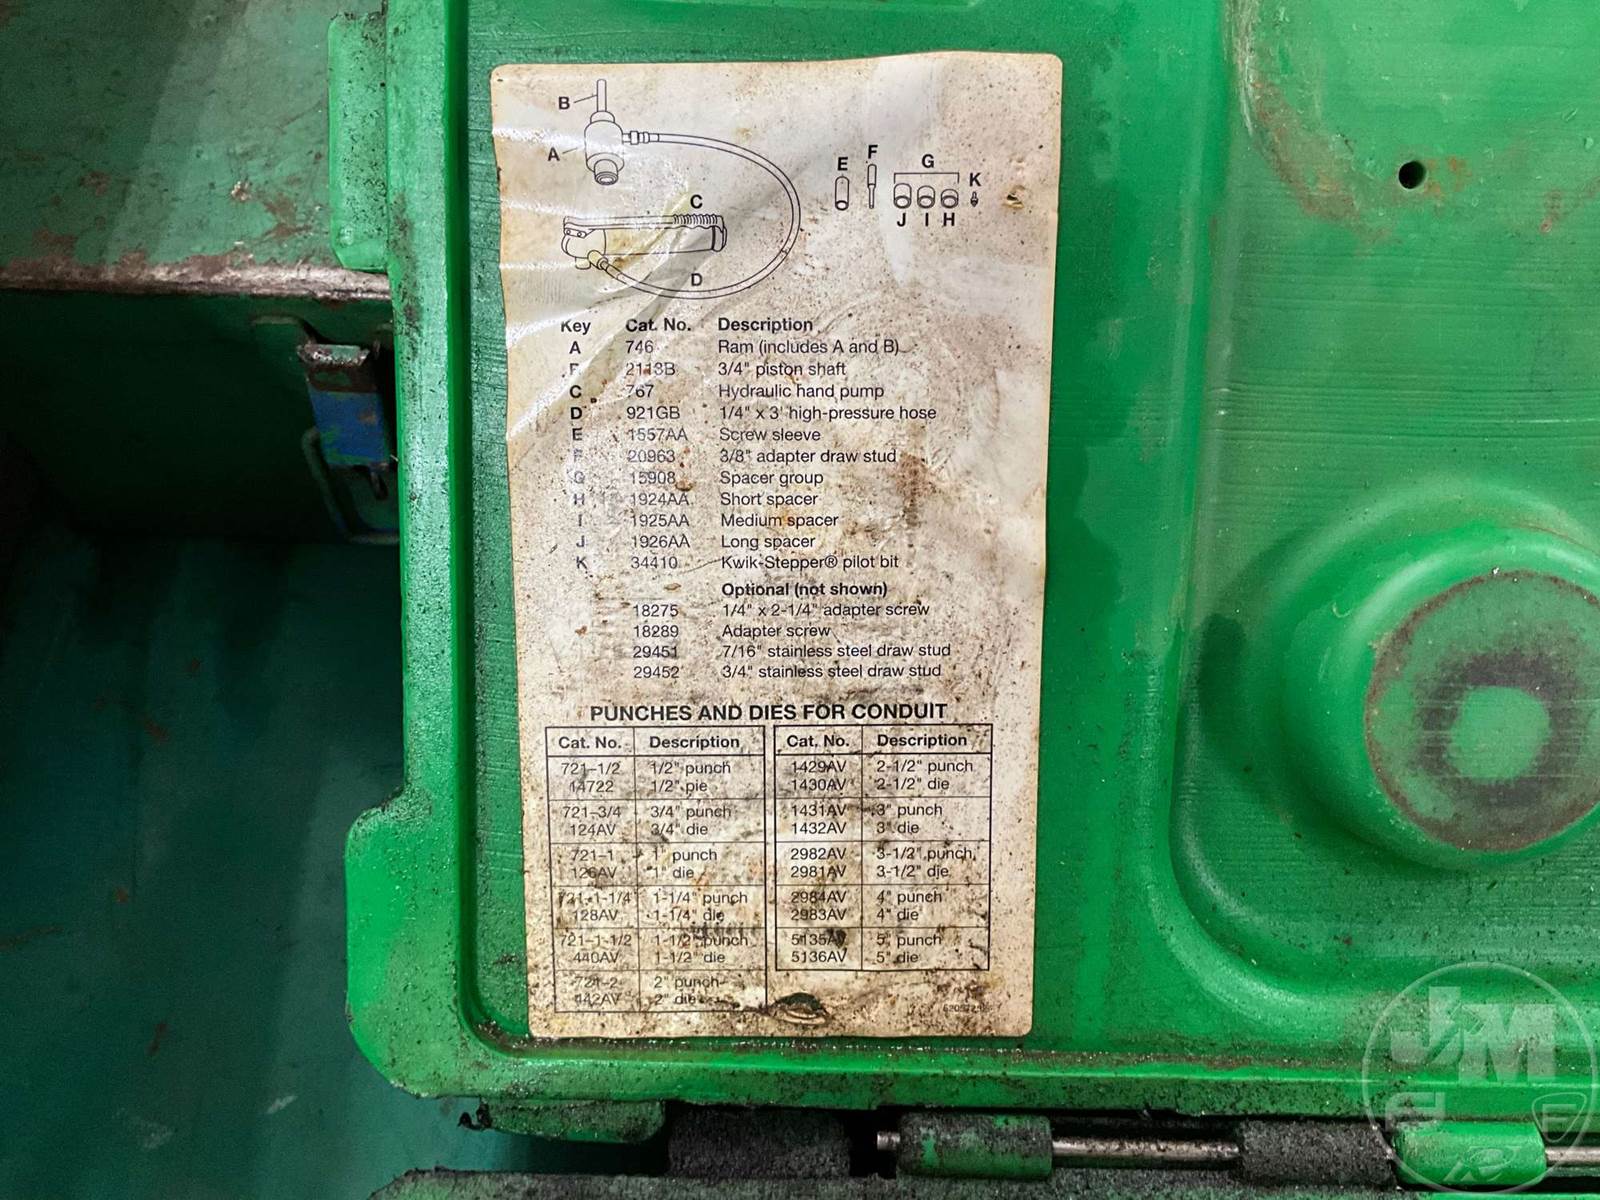 B
A
C
D
E
F
G
K
J I H
Key Cat. No. Description
A 746 Ram (includes A and B)
2118B 3/4" piston shaft
C 767 Hydraulic hand pump
D 921GB 1/4" x 3' high-pressure hose
E 1557AA Screw sleeve
F 20963 3/8" adapter draw stud
G 15908 Spacer group
H 1924AA Short spacer
I 1925AA Medium spacer
J 1926AA Long spacer
K 34410 Kwik-Stepper® pilot bit
Optional (not shown)
18275 1/4" x 2-1/4" adapter screw
18289 Adapter screw
29451 7/16" stainless steel draw stud
29452 3/4" stainless steel draw stud
PUNCHES AND DIES FOR CONDUIT
Cat. No. Description Cat. No. Description
721-1/2 1/2" punch 1429AV 2-1/2" punch
14722 1/2" pie 1430AV 2-1/2" die
721-3/4 3/4" punch 1431AV 3" punch
124AV 3/4" die 1432AV 3" die
721-1 1" punch 2982AV 3-1/2" punch
126AV 1" die 2981AV 3-1/2" die
721-1-1/4 1-1/4" punch 2984AV 4" punch
128AV 1-1/4" die 2983AV 4" die
721-1-1/2 1-1/2" punch 5135AV 5" punch
440AV 1-1/2" die 5136AV 5" die
721-2 2" punch
442AV 2" die
J M